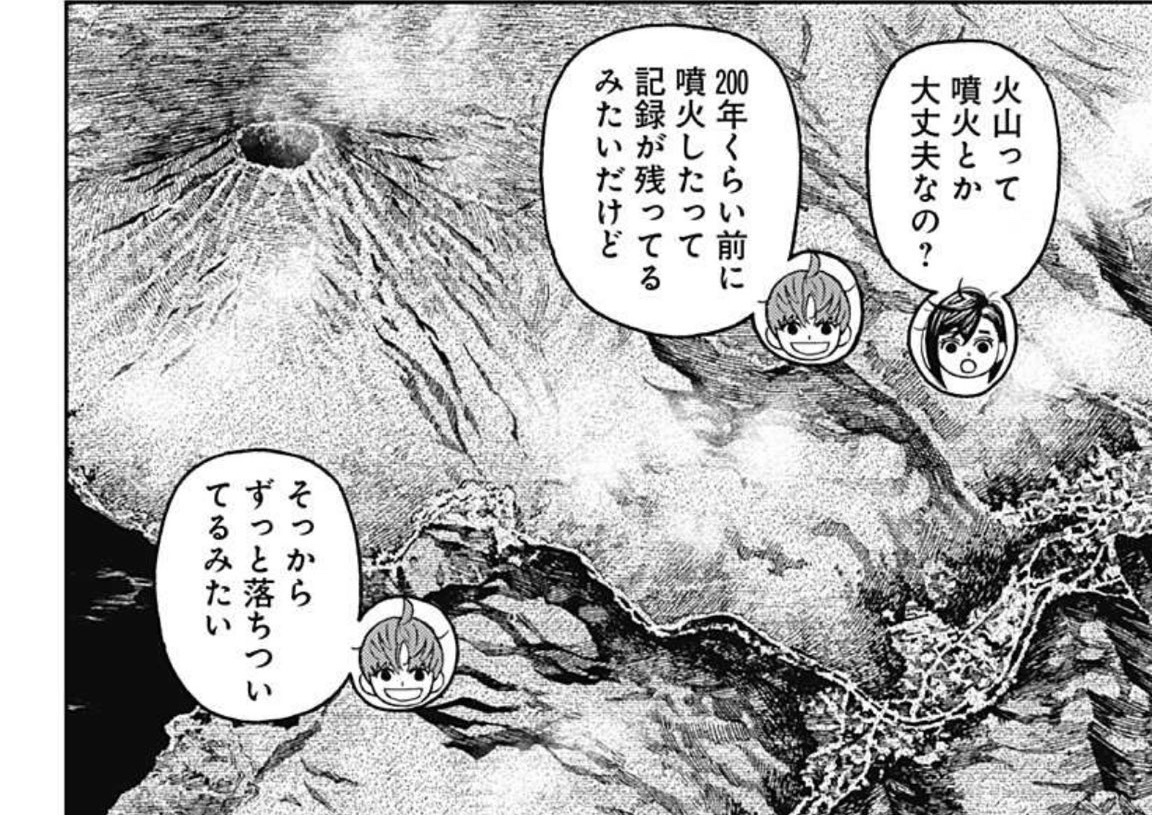 火山って
噴火とか
大丈夫なの?
200年くらい前に
噴火したって
記録が残ってる
みたいだけど
そっから
ずっと落ちつい
てるみたい